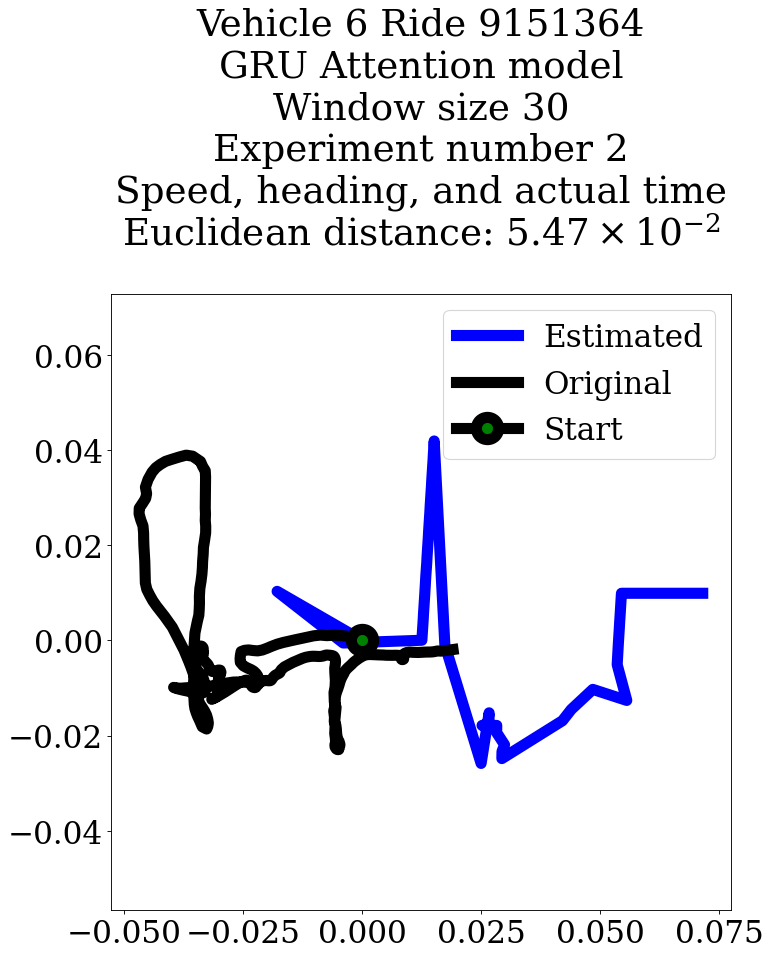 Vehicle 6 Ride 9151364
GRU Attention model
Window size 30
Experiment number 2
Speed, heading, and actual time
Euclidean distance: 5.47 × 10⁻²
Estimated
Original
Start
0.06
0.04
0.02
0.00
−0.02
−0.04
−0.050 −0.025 0.000 0.025 0.050 0.075